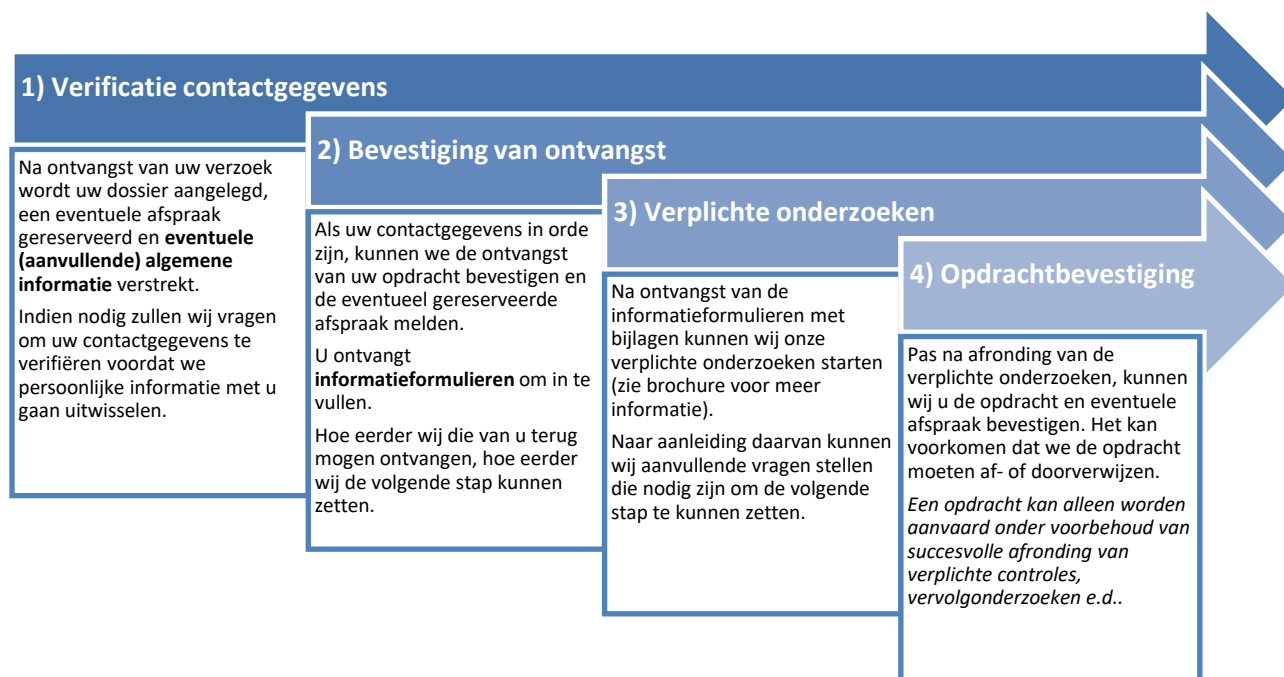 1) Verificatie contactgegevens
Na ontvangst van uw verzoek
wordt uw dossier aangelegd,
een eventuele afspraak
gereserveerd en eventuele
(aanvullende) algemene
informatie verstrekt.
Indien nodig zullen wij vragen
om uw contactgegevens te
verifiëren voordat we
persoonlijke informatie met u
gaan uitwisselen.
2) Bevestiging van ontvangst
Als uw contactgegevens in orde
zijn, kunnen we de ontvangst
van uw opdracht bevestigen en
de eventueel gereserveerde
afspraak melden.
U ontvangt
informatieformulieren om in te
vullen.
Hoe eerder wij die van u terug
mogen ontvangen, hoe eerder
wij de volgende stap kunnen
zetten.
3) Verplichte onderzoeken
Na ontvangst van de
informatieformulieren met
bijlagen kunnen wij onze
verplichte onderzoeken starten
(zie brochure voor meer
informatie).
Naar aanleiding daarvan kunnen
wij aanvullende vragen stellen
die nodig zijn om de volgende
stap te kunnen zetten.
4) Opdrachtbevestiging
Pas na afronding van de
verplichte onderzoeken, kunnen
wij u de opdracht en eventuele
afspraak bevestigen. Het kan
voorkomen dat we de opdracht
moeten af- of doorverwijzen.
Een opdracht kan alleen worden
aanvaard onder voorbehoud van
succesvolle afronding van
verplichte controles,
vervolgonderzoeken e.d..